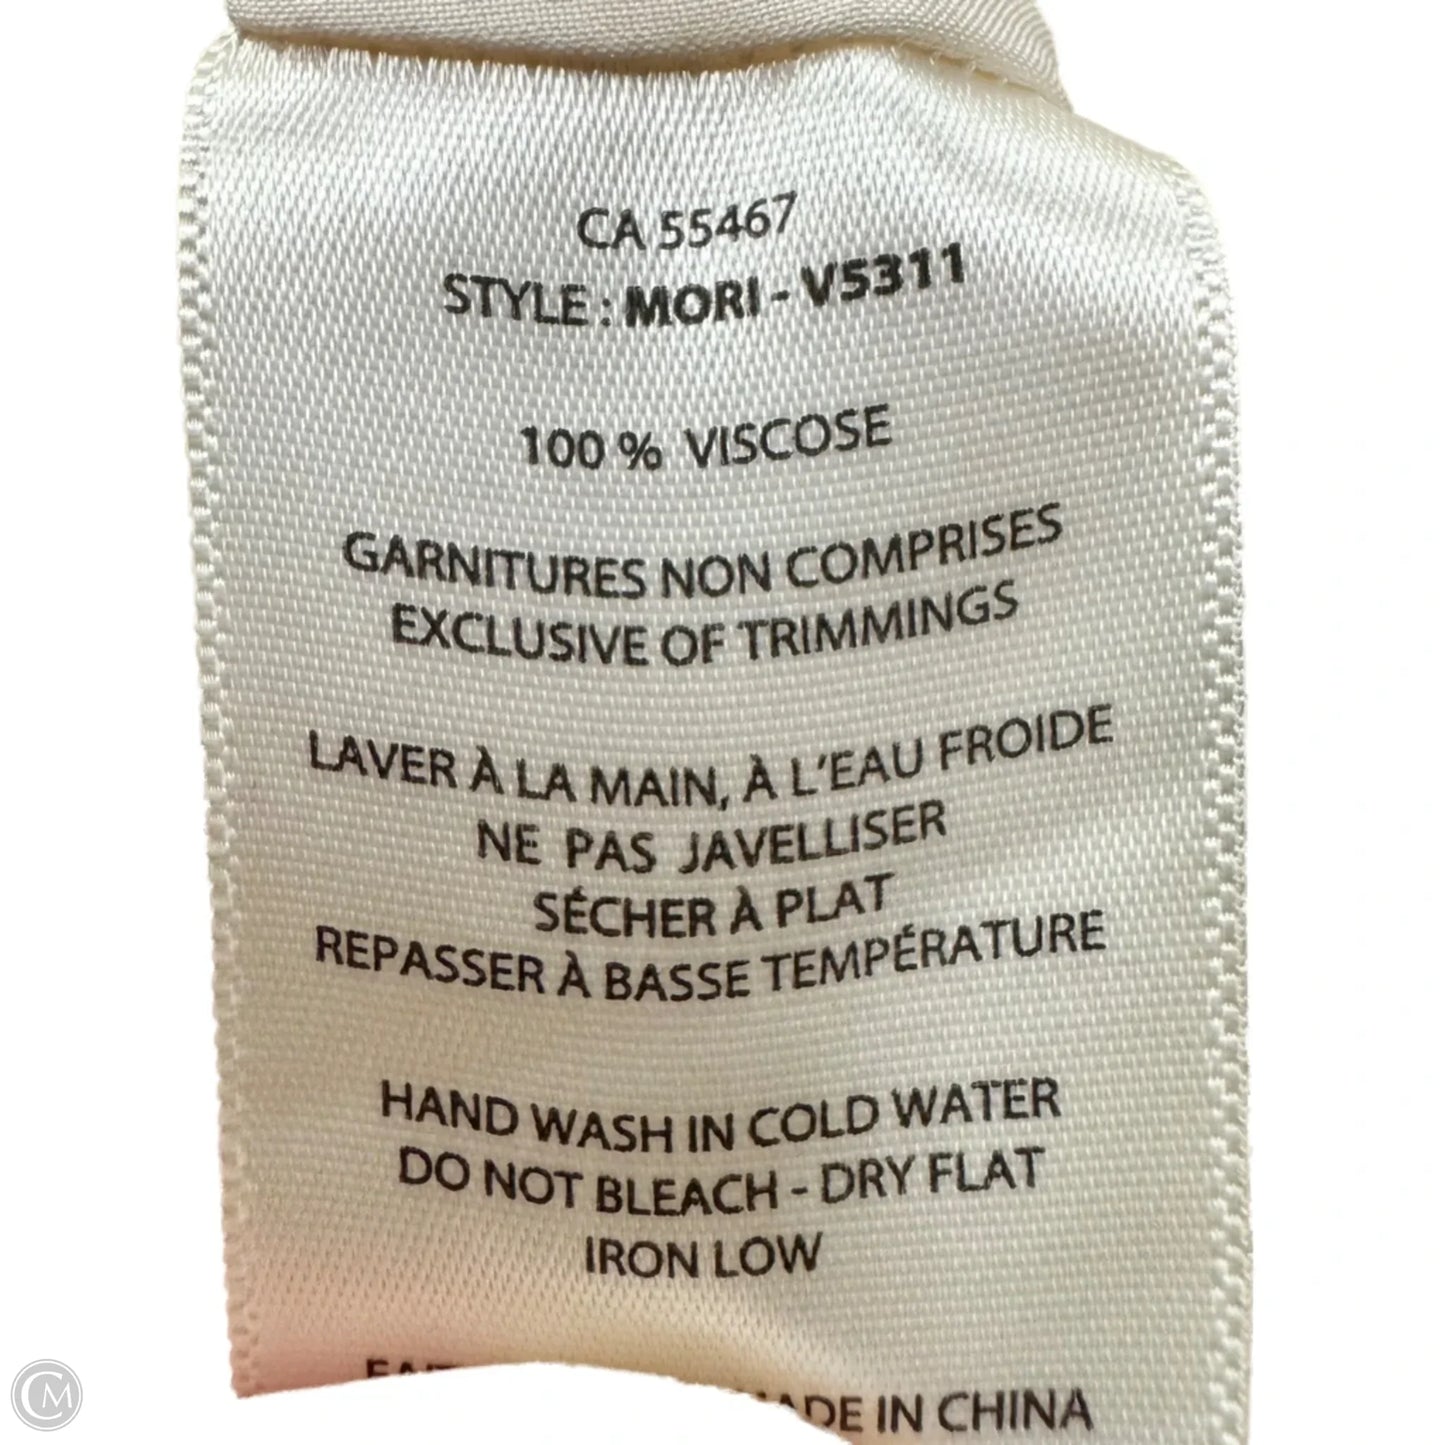 CA 55467
STYLE : MORI - V5311
100 % VISCOSE
GARNITURES NON COMPRISES
EXCLUSIVE OF TRIMMINGS
LAVER À LA MAIN, À L'EAU FROIDE
NE PAS JAVELLISER
SÉCHER À PLAT
REPASSER À BASSE TEMPÉRATURE
HAND WASH IN COLD WATER
DO NOT BLEACH - DRY FLAT
IRON LOW
MADE IN CHINA
CM